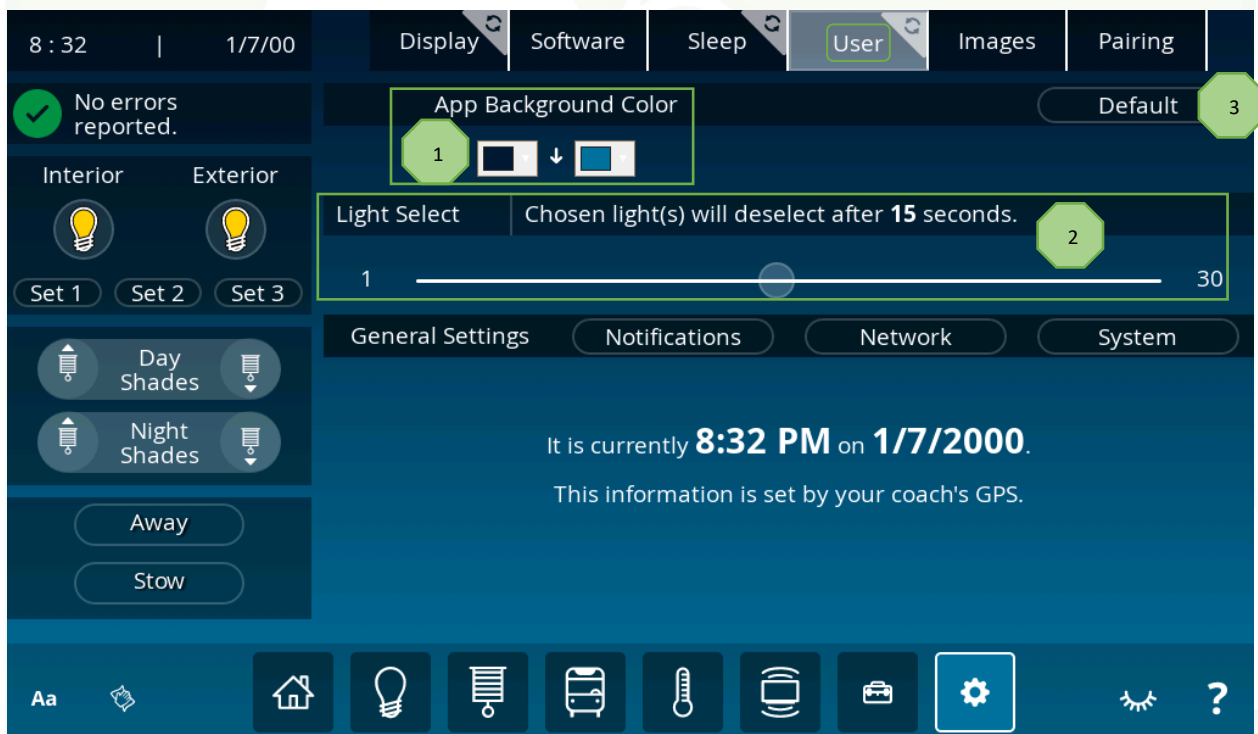 8 : 32 | 1/7/00
Display Software Sleep User Images Pairing
No errors
reported.
App Background Color
Default
3
1
Interior Exterior
Light Select Chosen light(s) will deselect after 15 seconds.
2
1 30
Set 1 Set 2 Set 3
General Settings Notifications Network System
Day
Shades
Night
Shades
It is currently 8:32 PM on 1/7/2000.
This information is set by your coach's GPS.
Away
Stow
Aa ?